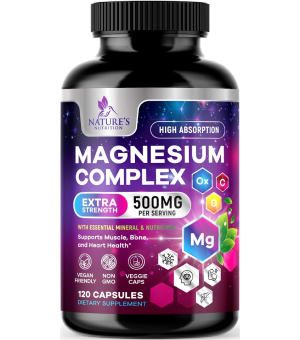 NATURE'S
NUTRITION
HIGH ABSORPTION
MAGNESIUM
COMPLEX
Ox
C
G
EXTRA
STRENGTH
500MG
PER SERVING
WITH ESSENTIAL MINERAL &
Mg
Supports Muscle, Bone,
and Heart Health*
VEGAN
FRIENDLY
NON
GMO
VEGGIE
CAPS
120 CAPSULES
DIETARY SUPPLEMENT